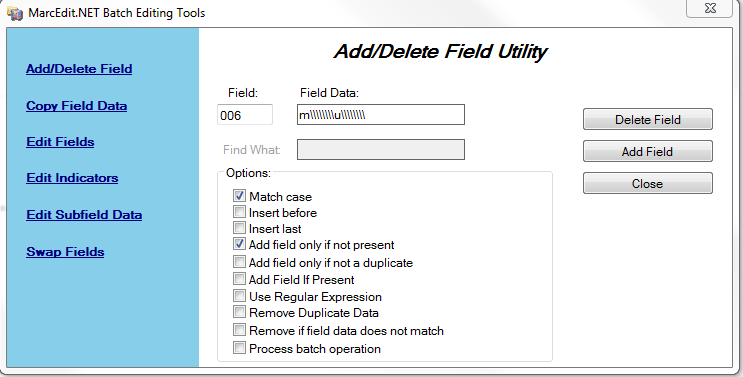 MarcEdit.NET Batch Editing Tools
Add/Delete Field Utility
Add/Delete Field
Copy Field Data
Edit Fields
Edit Indicators
Edit Subfield Data
Swap Fields
Field: Field Data:
006 m\\\\\\\\u\\\\\\\\
Find What:
Options:
Match case
Insert before
Insert last
Add field only if not present
Add field only if not a duplicate
Add Field If Present
Use Regular Expression
Remove Duplicate Data
Remove if field data does not match
Process batch operation
Delete Field
Add Field
Close